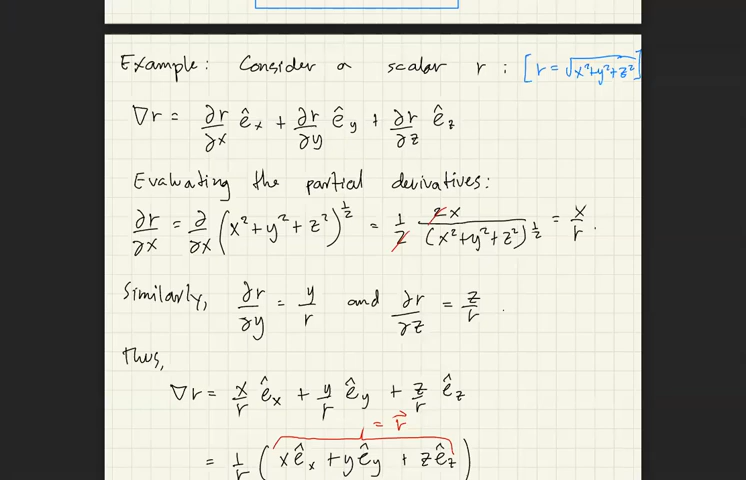 Example: Consider a scalar r : [r = √(x²+y²+z²)]
∇r = ∂r/∂x ê_x + ∂r/∂y ê_y + ∂r/∂z ê_z
Evaluating the partial derivatives:
∂r/∂x = ∂/∂x (x²+y²+z²)^(1/2) = 1/2 2x/(x²+y²+z²)^(1/2) = x/r.
Similarly, ∂r/∂y = y/r and ∂r/∂z = z/r.
Thus,
∇r = x/r ê_x + y/r ê_y + z/r ê_z
= r⃗
= 1/r (xê_x + yê_y + zê_z)